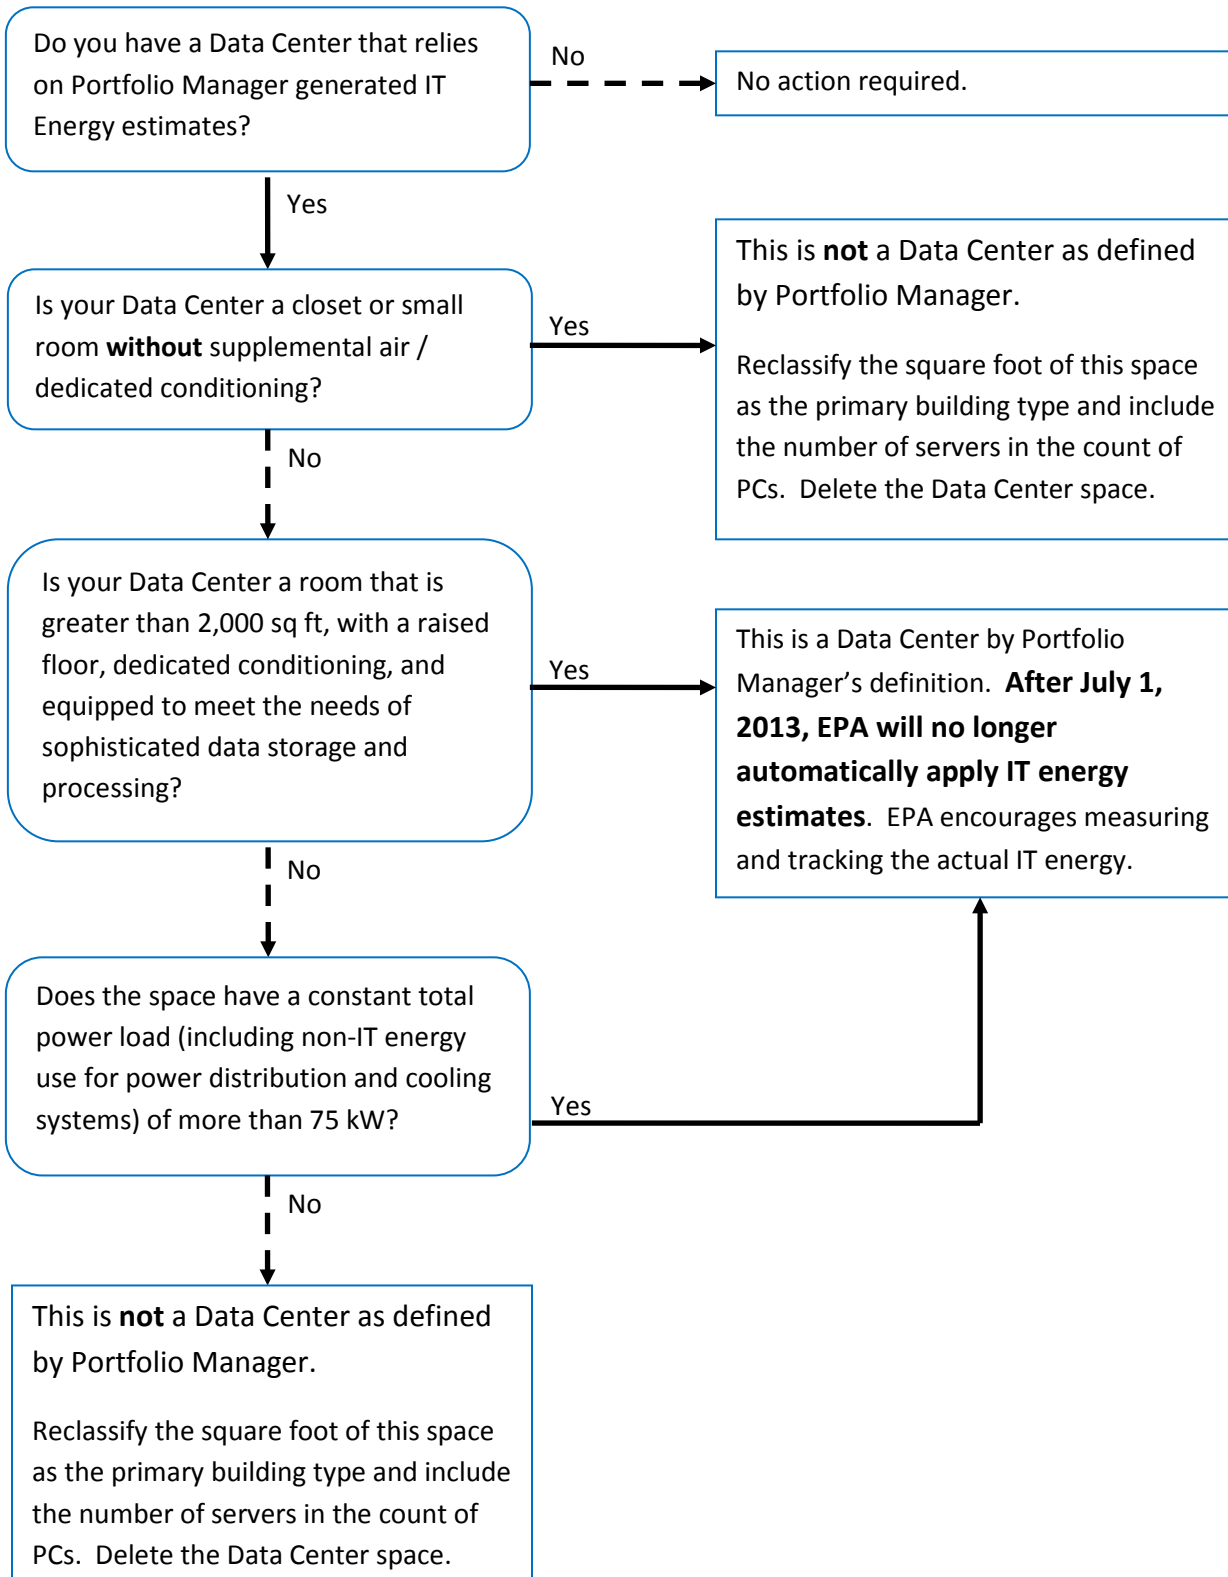 Do you have a Data Center that relies
on Portfolio Manager generated IT
Energy estimates?
No
No action required.
Yes
Is your Data Center a closet or small
room without supplemental air /
dedicated conditioning?
Yes
This is not a Data Center as defined
by Portfolio Manager.
Reclassify the square foot of this space
as the primary building type and include
the number of servers in the count of
PCs.  Delete the Data Center space.
No
Is your Data Center a room that is
greater than 2,000 sq ft, with a raised
floor, dedicated conditioning, and
equipped to meet the needs of
sophisticated data storage and
processing?
Yes
This is a Data Center by Portfolio
Manager’s definition.  After July 1,
2013, EPA will no longer
automatically apply IT energy
estimates.  EPA encourages measuring
and tracking the actual IT energy.
No
Does the space have a constant total
power load (including non-IT energy
use for power distribution and cooling
systems) of more than 75 kW?
Yes
No
This is not a Data Center as defined
by Portfolio Manager.
Reclassify the square foot of this space
as the primary building type and include
the number of servers in the count of
PCs.  Delete the Data Center space.